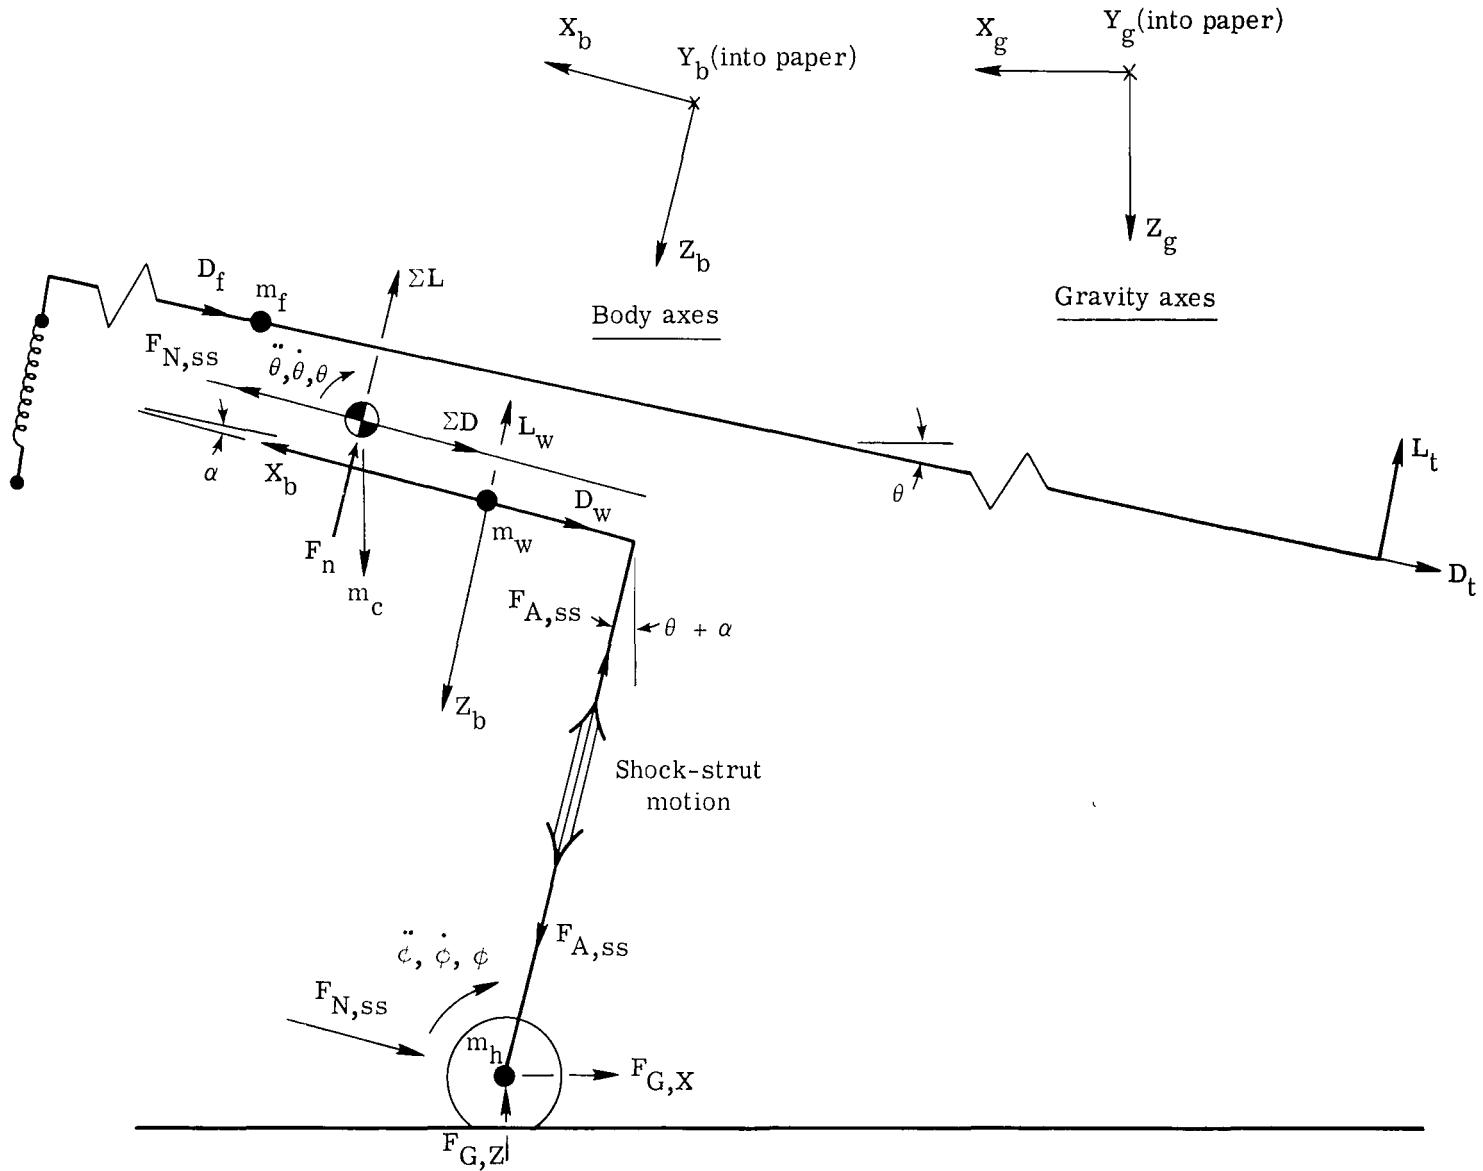 X_b
Y_b (into paper)
Z_b
Body axes
X_g
Y_g (into paper)
Z_g
Gravity axes
D_f
m_f
ΣL
F_N,ss
θ̈, θ̇, θ
ΣD
L_w
α
X_b
D_w
m_w
F_n
m_c
θ
L_t
D_t
F_A,ss
θ + α
Z_b
Shock-strut
motion
F_A,ss
φ̈, φ̇, φ
F_N,ss
m_h
F_G,X
F_G,Z